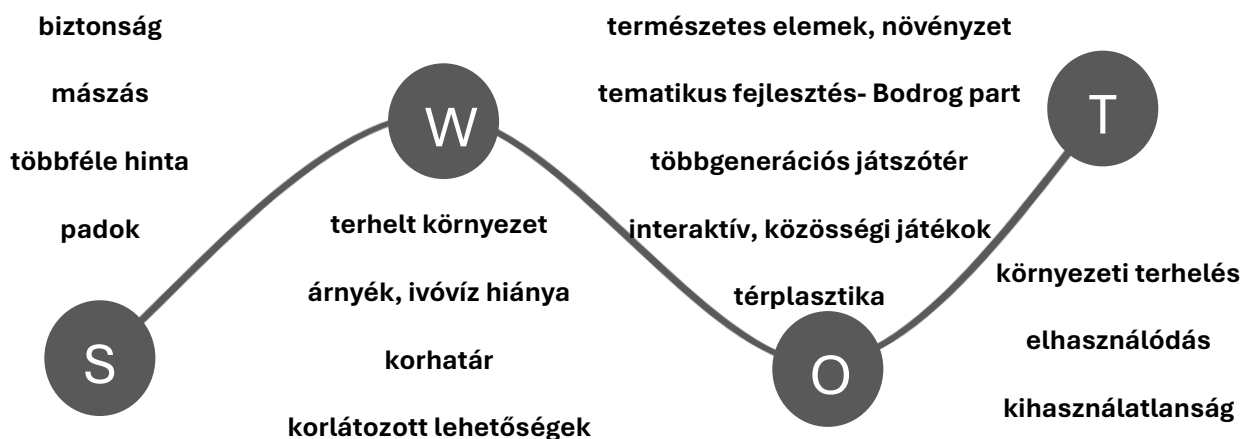 biztonság
mászás
többféle hinta
padok
S
W
terhelt környezet
árnyék, ivóvíz hiánya
korhatár
korlátozott lehetőségek
természetes elemek, növényzet
tematikus fejlesztés- Bodrog part
többgenerációs játszótér
interaktív, közösségi játékok
térplasztika
O
T
környezeti terhelés
elhasználódás
kihasználatlanság